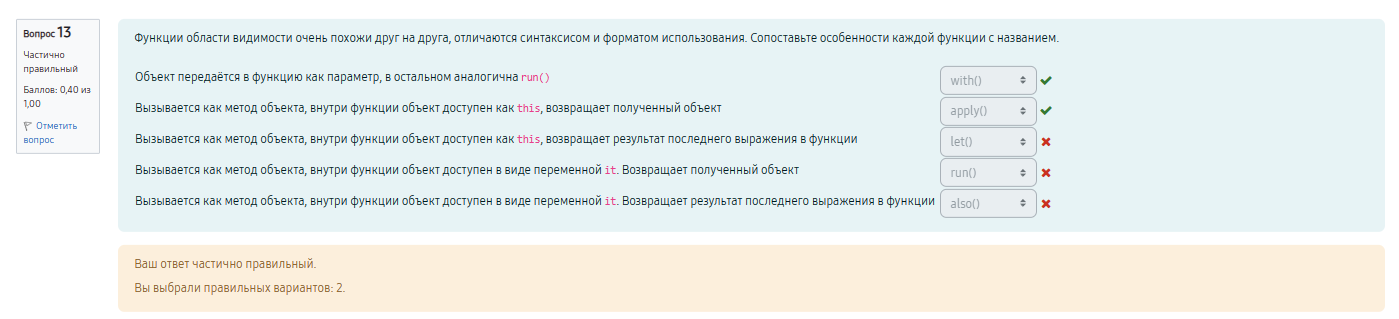 Вопрос 13
Частично
правильный
Баллов: 0,40 из
1,00
Отметить
вопрос
Функции области видимости очень похожи друг на друга, отличаются синтаксисом и форматом использования. Сопоставьте особенности каждой функции с названием.
Объект передаётся в функцию как параметр, в остальном аналогична run() with()
Вызывается как метод объекта, внутри функции объект доступен как this, возвращает полученный объект apply()
Вызывается как метод объекта, внутри функции объект доступен как this, возвращает результат последнего выражения в функции let()
Вызывается как метод объекта, внутри функции объект доступен в виде переменной it. Возвращает полученный объект run()
Вызывается как метод объекта, внутри функции объект доступен в виде переменной it. Возвращает результат последнего выражения в функции also()
Ваш ответ частично правильный.
Вы выбрали правильных вариантов: 2.